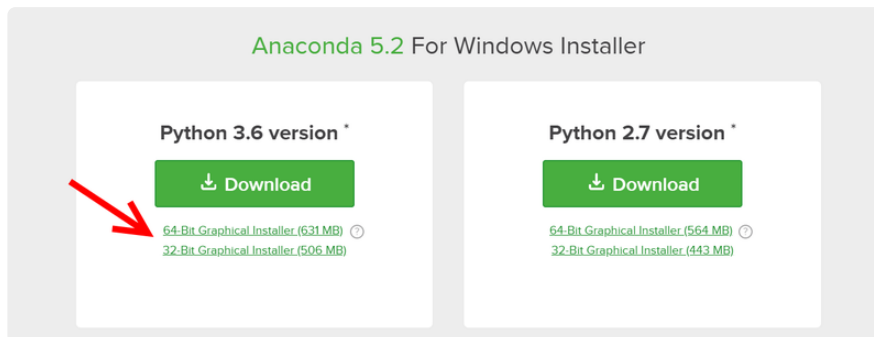 Anaconda 5.2 For Windows Installer
Python 3.6 version *
Download
64-Bit Graphical Installer (631 MB) ?
32-Bit Graphical Installer (506 MB)
Python 2.7 version *
Download
64-Bit Graphical Installer (564 MB) ?
32-Bit Graphical Installer (443 MB)